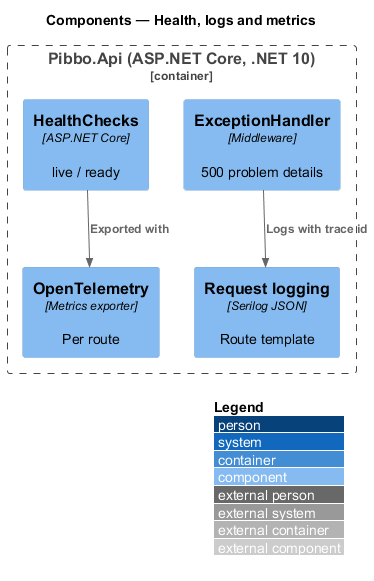 Components — Health, logs and metrics
Pibbo.Api (ASP.NET Core, .NET 10)
[container]
HealthChecks
[ASP.NET Core]
live / ready
ExceptionHandler
[Middleware]
500 problem details
Exported with
Logs with trace id
OpenTelemetry
[Metrics exporter]
Per route
Request logging
[Serilog JSON]
Route template
Legend
person
system
container
component
external person
external system
external container
external component